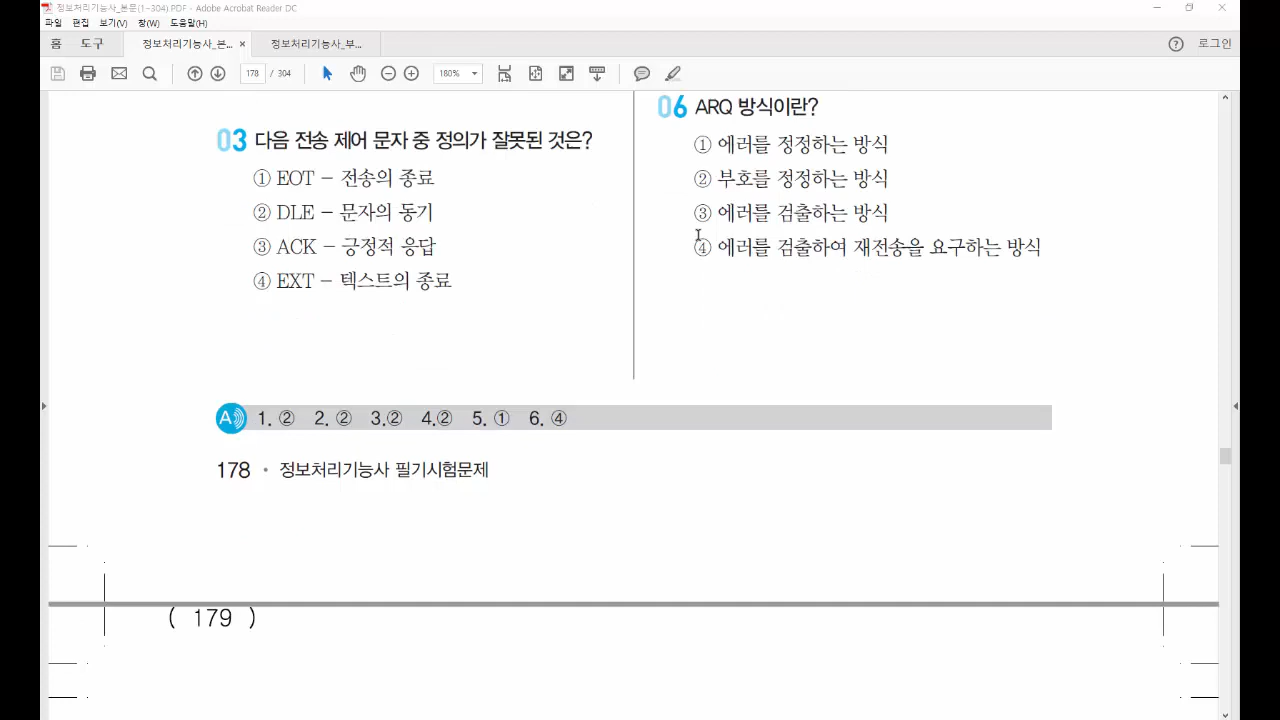 정보처리기능사_본문(1~304).PDF - Adobe Acrobat Reader DC
파일 편집 보기(V) 창(W) 도움말(H)
홈 도구 정보처리기능사_본... × 정보처리기능사_부... ? 로그인
178 / 304 180%
03 다음 전송 제어 문자 중 정의가 잘못된 것은?
① EOT - 전송의 종료
② DLE - 문자의 동기
③ ACK - 긍정적 응답
④ EXT - 텍스트의 종료
06 ARQ 방식이란?
① 에러를 정정하는 방식
② 부호를 정정하는 방식
③ 에러를 검출하는 방식
④ 에러를 검출하여 재전송을 요구하는 방식
A 1. ② 2. ② 3.② 4.② 5. ① 6. ④
178 • 정보처리기능사 필기시험문제
( 179 )